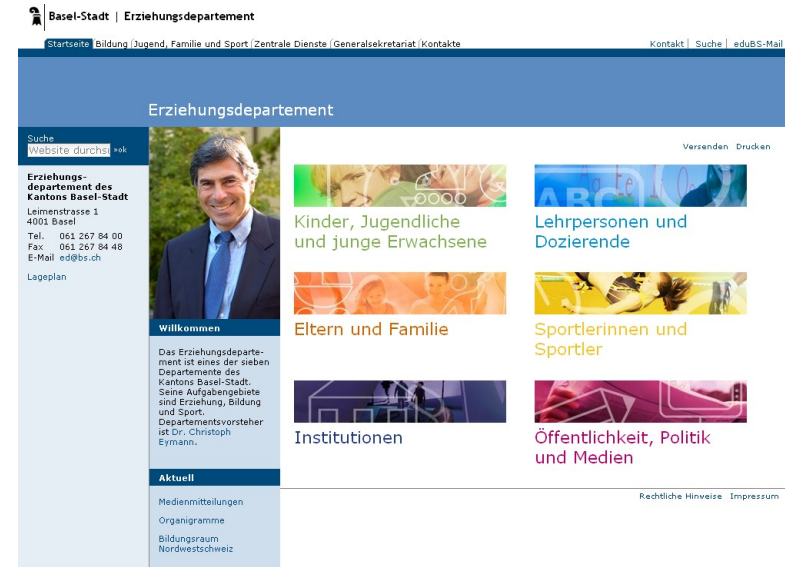 Basel-Stadt | Erziehungsdepartement
Startseite Bildung Jugend, Familie und Sport Zentrale Dienste Generalsekretariat Kontakte
Kontakt | Suche | eduBS-Mail
Erziehungsdepartement
Suche
Website durchsu »ok
Erziehungs-
departement des
Kantons Basel-Stadt
Leimenstrasse 1
4001 Basel
Tel. 061 267 84 00
Fax 061 267 84 48
E-Mail ed@bs.ch
Lageplan
Willkommen
Das Erziehungsdeparte-
ment ist eines der sieben
Departemente des
Kantons Basel-Stadt.
Seine Aufgabengebiete
sind Erziehung, Bildung
und Sport.
Departementsvorsteher
ist Dr. Christoph
Eymann.
Aktuell
Medienmitteilungen
Organigramme
Bildungsraum
Nordwestschweiz
Versenden Drucken
Kinder, Jugendliche
und junge Erwachsene
ABC
Lehrpersonen und
Dozierende
Eltern und Familie
Sportlerinnen und
Sportler
Institutionen
Öffentlichkeit, Politik
und Medien
Rechtliche Hinweise Impressum